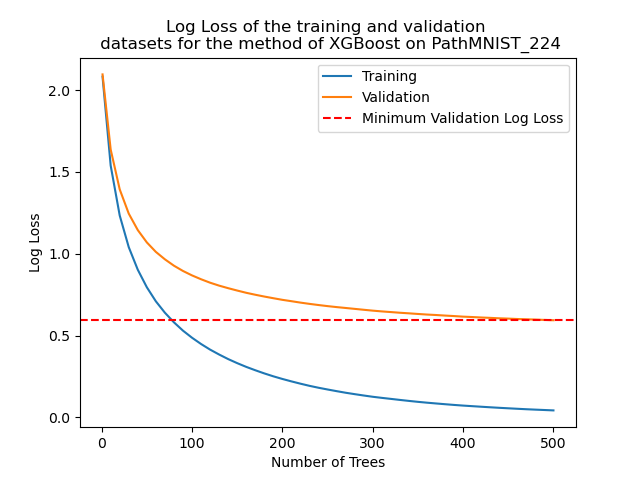 Log Loss of the training and validation
datasets for the method of XGBoost on PathMNIST_224
Training
Validation
Minimum Validation Log Loss
Log Loss
2.0
1.5
1.0
0.5
0.0
0 100 200 300 400 500
Number of Trees